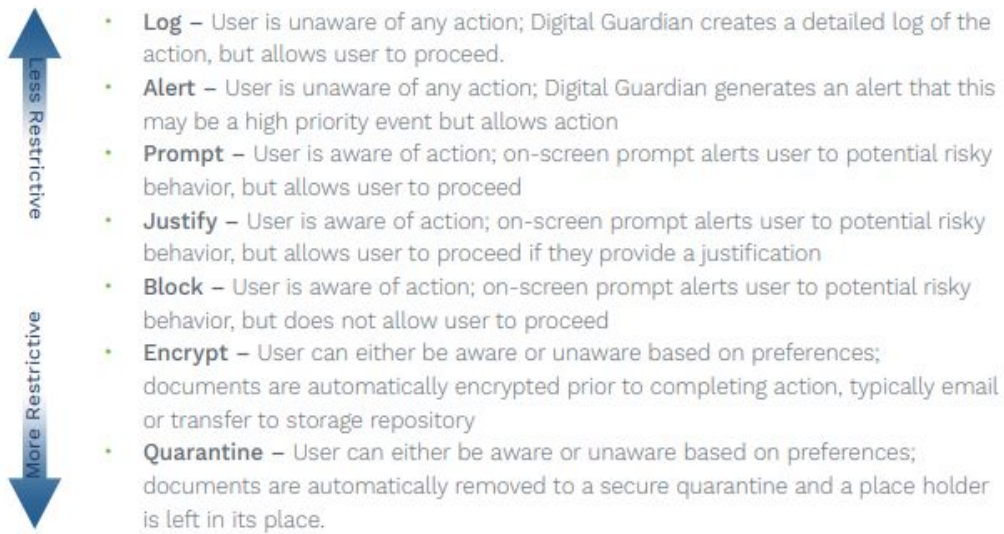 Less Restrictive
More Restrictive
• Log – User is unaware of any action; Digital Guardian creates a detailed log of the
action, but allows user to proceed.
• Alert – User is unaware of any action; Digital Guardian generates an alert that this
may be a high priority event but allows action
• Prompt – User is aware of action; on-screen prompt alerts user to potential risky
behavior, but allows user to proceed
• Justify – User is aware of action; on-screen prompt alerts user to potential risky
behavior, but allows user to proceed if they provide a justification
• Block – User is aware of action; on-screen prompt alerts user to potential risky
behavior, but does not allow user to proceed
• Encrypt – User can either be aware or unaware based on preferences;
documents are automatically encrypted prior to completing action, typically email
or transfer to storage repository
• Quarantine – User can either be aware or unaware based on preferences;
documents are automatically removed to a secure quarantine and a place holder
is left in its place.